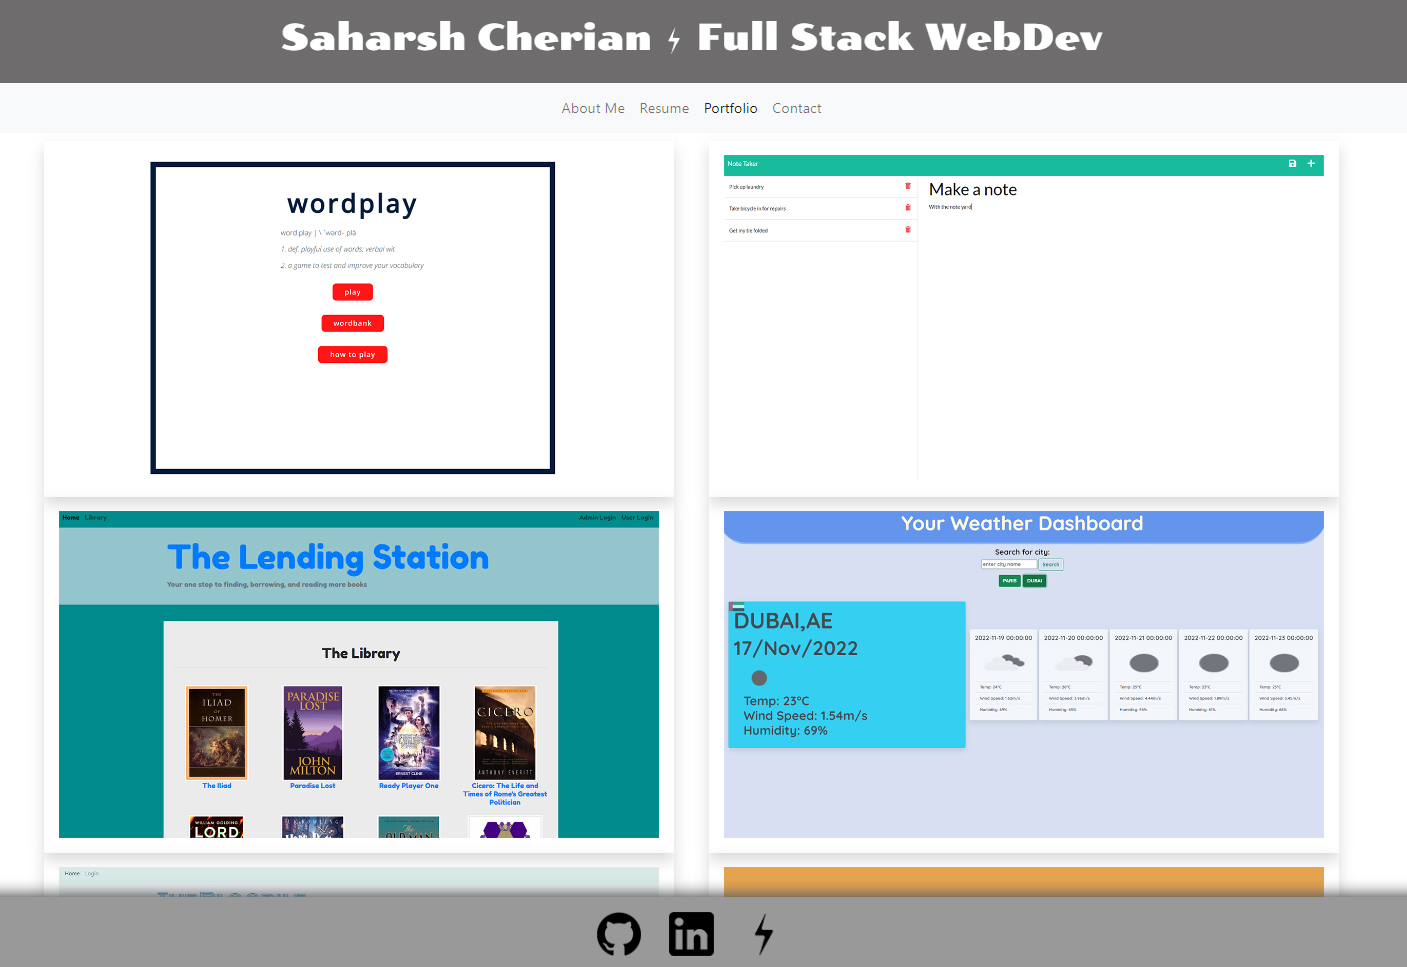 Saharsh Cherian Full Stack WebDev
About Me Resume Portfolio Contact
wordplay
word·play | \ ˈwərd- plā
1. def. playful use of words: verbal wit
2. a game to test and improve your vocabulary
play
wordbank
how to play
Note Taker
Pick up laundry
Take bicycle in for repairs
Get my tie folded
Make a note
With the note yard
Home Library Admin Login User Login
The Lending Station
Your one stop to finding, borrowing, and reading more books
The Library
THE
ILIAD
OF
HOMER
PARADISE
LOST
JOHN
MILTON
ERNEST CLINE
CICERO
ANTHONY EVERITT
The Iliad
Paradise Lost
Ready Player One
Cicero: The Life and
Times of Rome's Greatest
Politician
WILLIAM GOLDING
LORD
Your Weather Dashboard
Search for city:
enter city name Search
PARIS DUBAI
DUBAI,AE
17/Nov/2022
Temp: 23°C
Wind Speed: 1.54m/s
Humidity: 69%
2022-11-19 00:00:00 2022-11-20 00:00:00 2022-11-21 00:00:00 2022-11-22 00:00:00 2022-11-23 00:00:00
Home Login
in